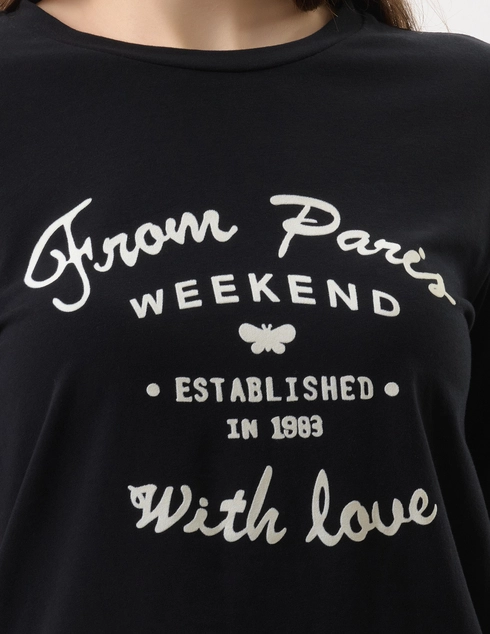 From Paris
WEEKEND
• ESTABLISHED •
IN 1983
With love